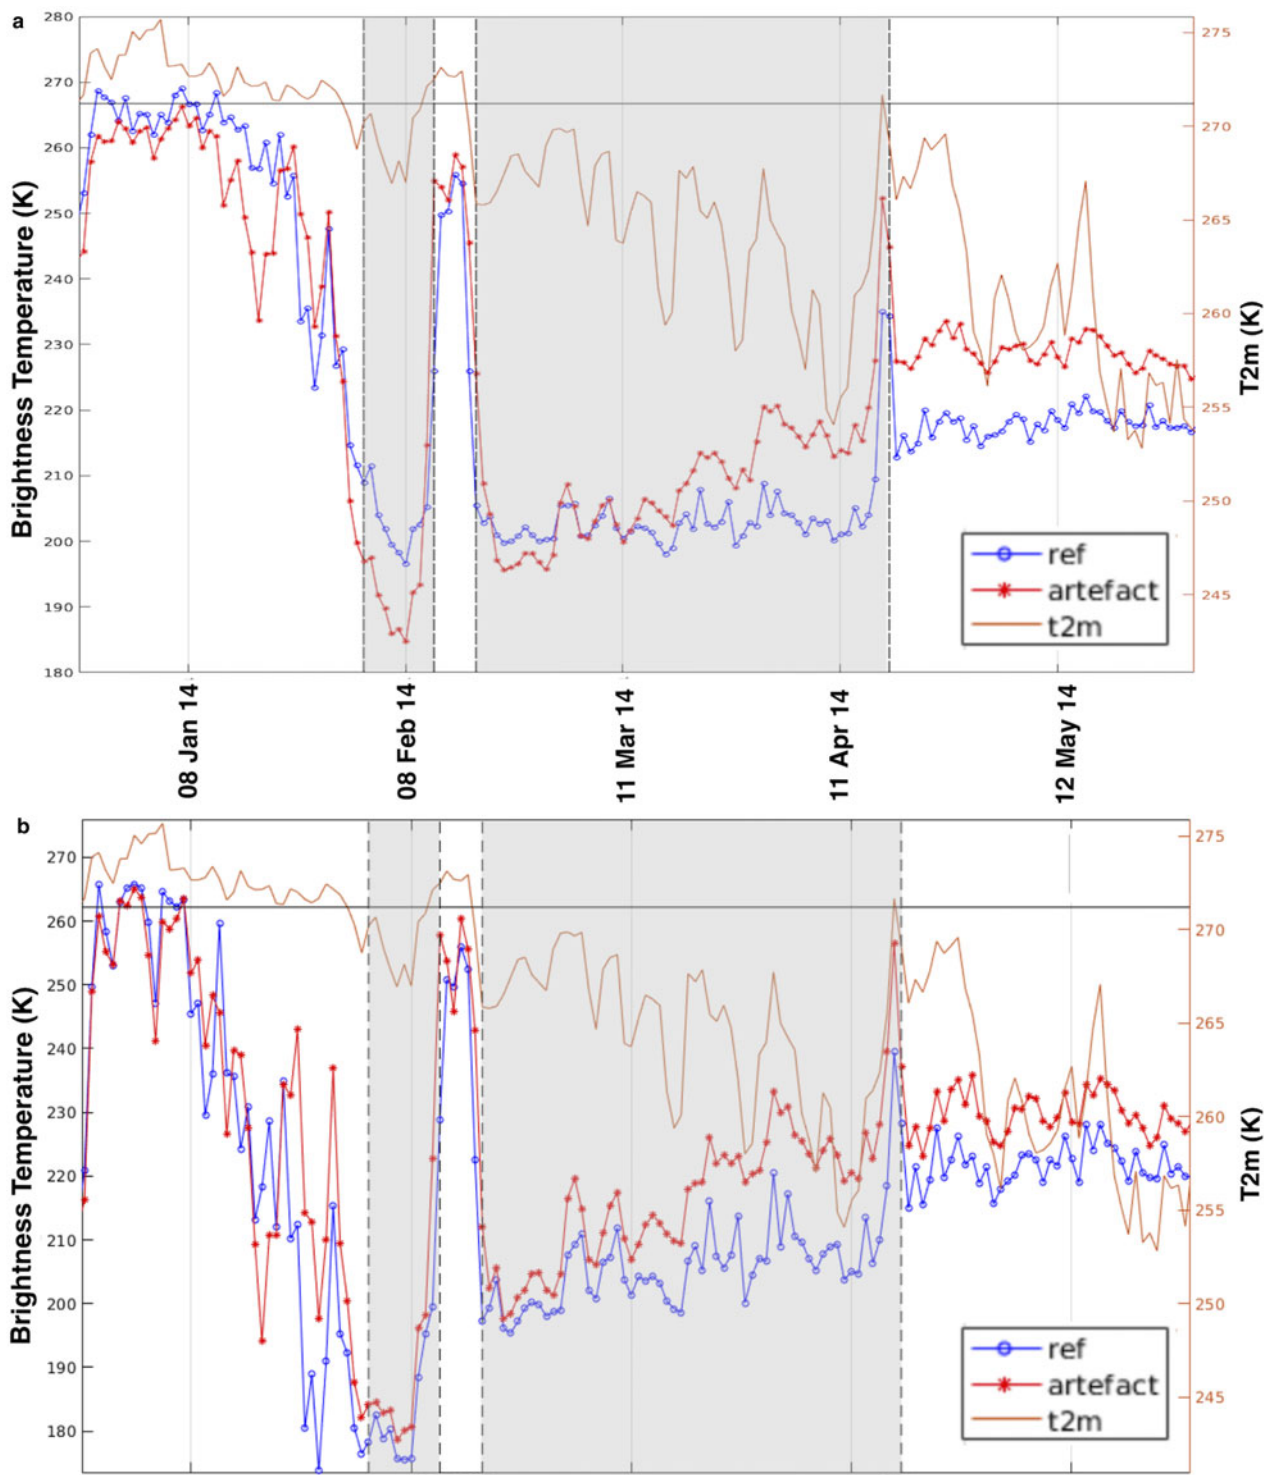 a
280
270
260
250
240
230
220
210
200
190
180
Brightness Temperature (K)
275
270
265
260
255
250
245
T2m (K)
ref
artefact
t2m
08 Jan 14
08 Feb 14
11 Mar 14
11 Apr 14
12 May 14
b
270
260
250
240
230
220
210
200
190
180
Brightness Temperature (K)
275
270
265
260
255
250
245
T2m (K)
ref
artefact
t2m